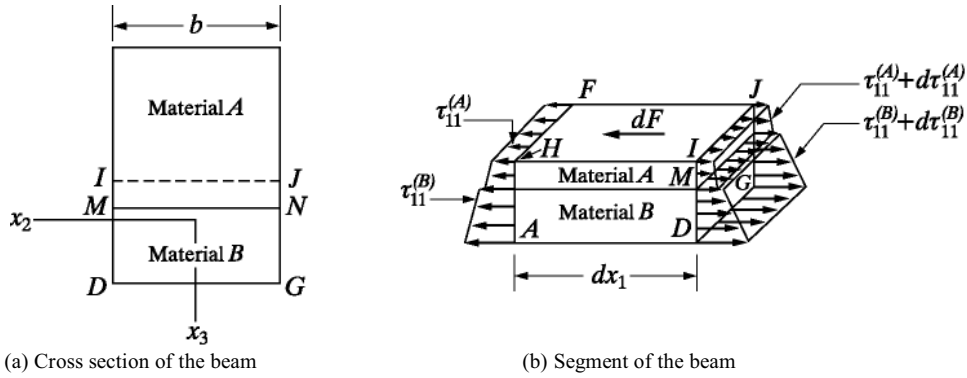 b
Material A
I
J
M
N
x₂
Material B
D
G
x₃
(a) Cross section of the beam
F
J
τ₁₁⁽ᴬ⁾+dτ₁₁⁽ᴬ⁾
τ₁₁⁽ᴬ⁾
dF
τ₁₁⁽ᴮ⁾+dτ₁₁⁽ᴮ⁾
H
I
Material A
M
G
τ₁₁⁽ᴮ⁾
Material B
A
D
dx₁
(b) Segment of the beam